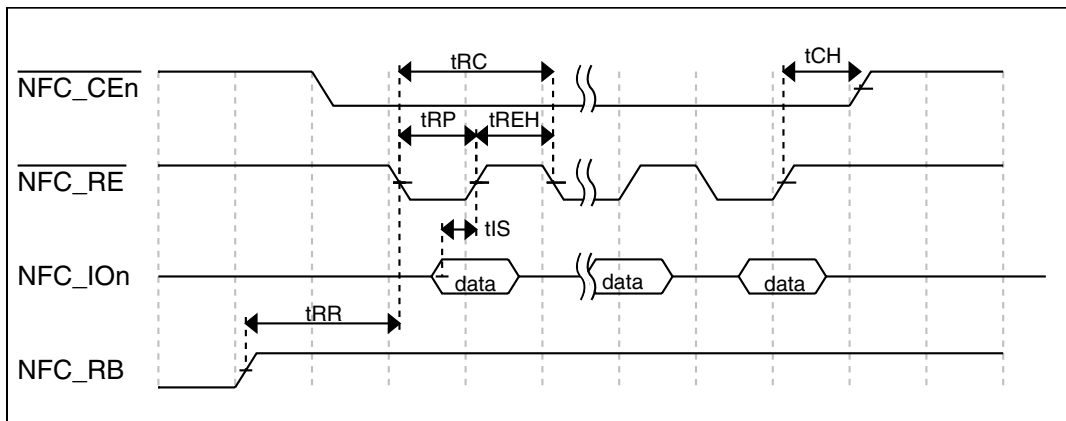 tRC
tCH
NFC_CEn
tRP
tREH
NFC_RE
tIS
NFC_IOn
data
data
data
tRR
NFC_RB